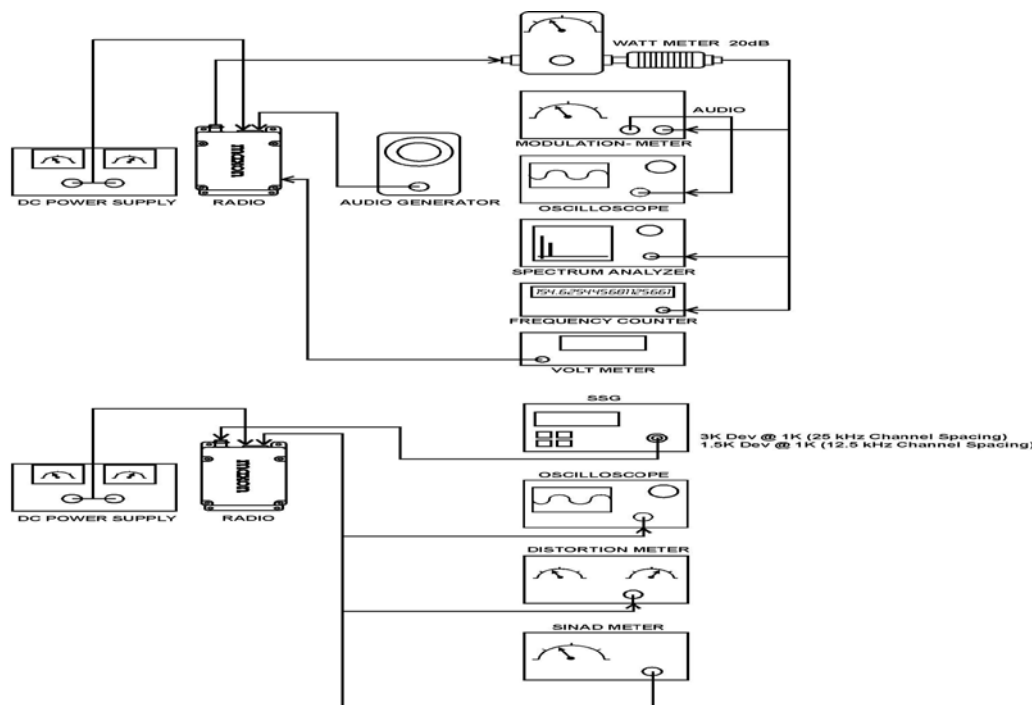 WATT METER 20dB
AUDIO
MODULATION- METER
maxon
DC POWER SUPPLY
RADIO
AUDIO GENERATOR
OSCILLOSCOPE
SPECTRUM ANALYZER
FREQUENCY COUNTER
VOLT METER
SSG
3K Dev @ 1K (25 kHz Channel Spacing)
1.5K Dev @ 1K (12.5 kHz Channel Spacing)
maxon
OSCILLOSCOPE
DC POWER SUPPLY
RADIO
DISTORTION METER
SINAD METER